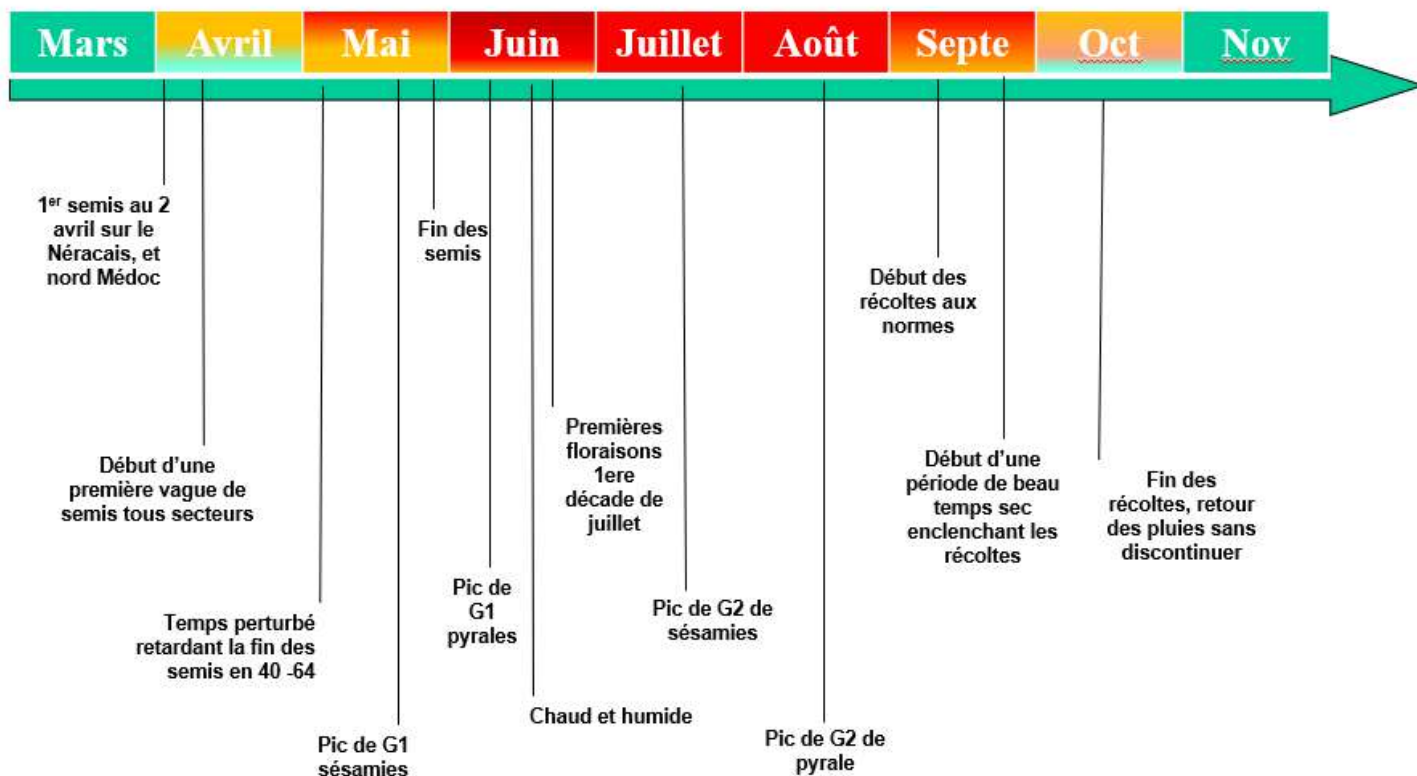 Mars Avril Mai Juin Juillet Août Septe Oct Nov
1er semis au 2
avril sur le
Néracais, et
nord Médoc
Début d’une
première vague de
semis tous secteurs
Temps perturbé
retardant la fin des
semis en 40 -64
Pic de G1
sésamies
Fin des
semis
Pic de
G1
pyrales
Chaud et humide
Premières
floraisons
1ere
décade de
juillet
Pic de G2 de
sésamies
Pic de G2 de
pyrale
Début des
récoltes aux
normes
Début d’une
période de beau
temps sec
enclenchant les
récoltes
Fin des
récoltes, retour
des pluies sans
discontinuer